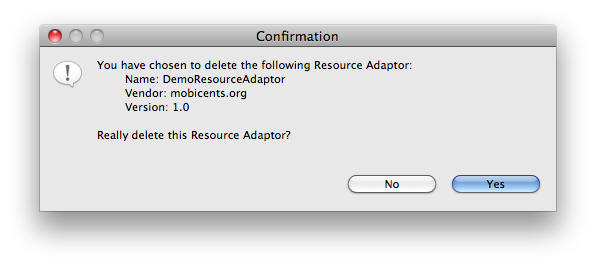 Confirmation
You have chosen to delete the following Resource Adaptor:
Name: DemoResourceAdaptor
Vendor: mobicents.org
Version: 1.0
Really delete this Resource Adaptor?
No
Yes